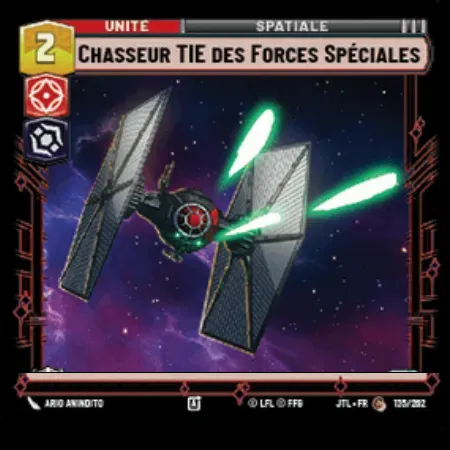 UNITÉ SPATIALE
2 CHASSEUR TIE DES FORCES SPÉCIALES
ARIO ANINDITO © LFL © FFG JTL • FR 135/262